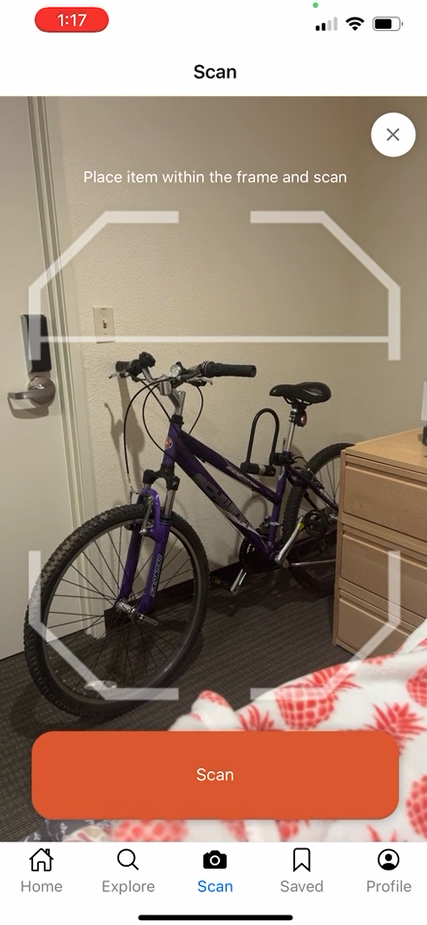 1:17
Scan
Place item within the frame and scan
Scan
Home
Explore
Scan
Saved
Profile